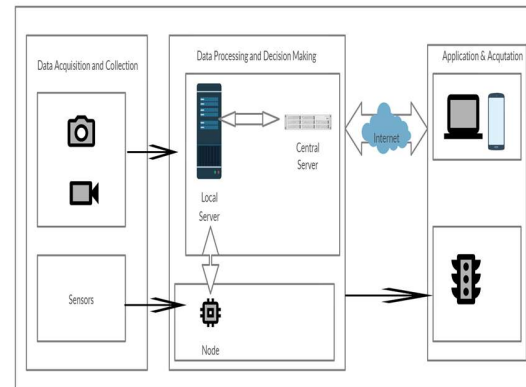 Data Acquisition and Collection
Data Processing and Decision Making
Application & Acqutation
Local
Server
Central
Server
Internet
Sensors
Node